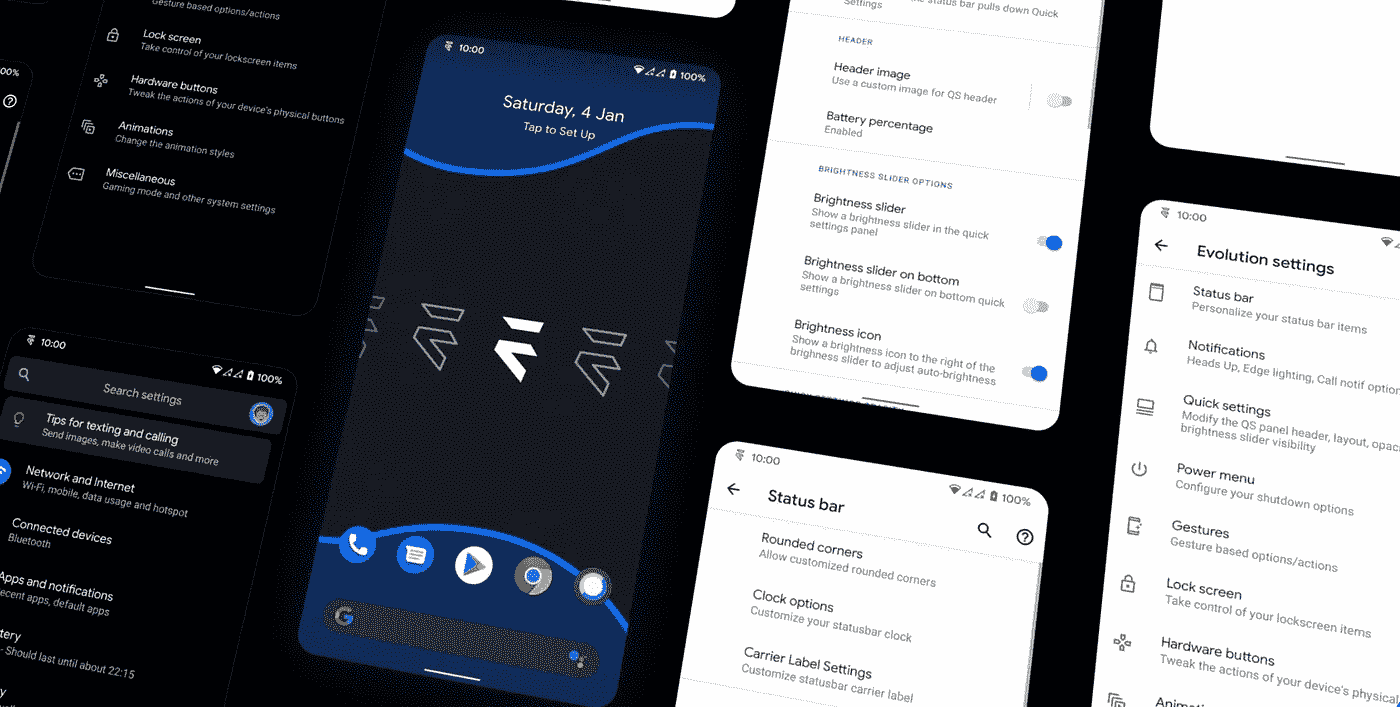 Gesture based options/actions
Lock screen
Take control of your lockscreen items
Hardware buttons
Tweak the actions of your device's physical buttons
Animations
Change the animation styles
Miscellaneous
Gaming mode and other system settings
00%
10:00
100%
Search settings
Tips for texting and calling
Send images, make video calls and more
Network and Internet
Wi-Fi, mobile, data usage and hotspot
Connected devices
Bluetooth
Apps and notifications
ecent apps, default apps
tery
- Should last until about 22:15
y
10:00
100%
Saturday, 4 Jan
Tap to Set Up
G
the status bar pulls down Quick
Settings
HEADER
Header image
Use a custom image for QS header
Battery percentage
Enabled
BRIGHTNESS SLIDER OPTIONS
Brightness slider
Show a brightness slider in the quick
settings panel
Brightness slider on bottom
Show a brightness slider on bottom quick
settings
Brightness icon
Show a brightness icon to the right of the
brighness slider to adjust auto-brightness
10:00
100%
Status bar
Rounded corners
Allow customized rounded corners
Clock options
Customize your statusbar clock
Carrier Label Settings
Customize statusbar carrier label
10:00
Evolution settings
Status bar
Personalize your status bar items
Notifications
Heads Up, Edge lighting, Call notif option
Quick settings
Modify the QS panel header, layout, opac
brightness slider visibility
Power menu
Configure your shutdown options
Gestures
Gesture based options/actions
Lock screen
Take control of your lockscreen items
Hardware buttons
Tweak the actions of your device's physical
Animat